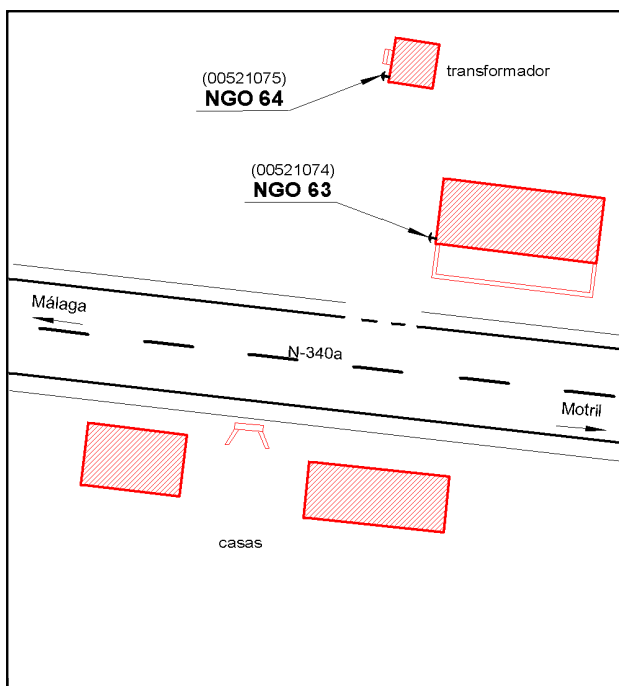 transformador
(00521075)
NGO 64
(00521074)
NGO 63
Málaga
N-340a
Motril
casas